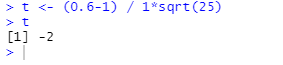 > t <- (0.6-1) / 1*sqrt(25)
> t
[1] -2
>